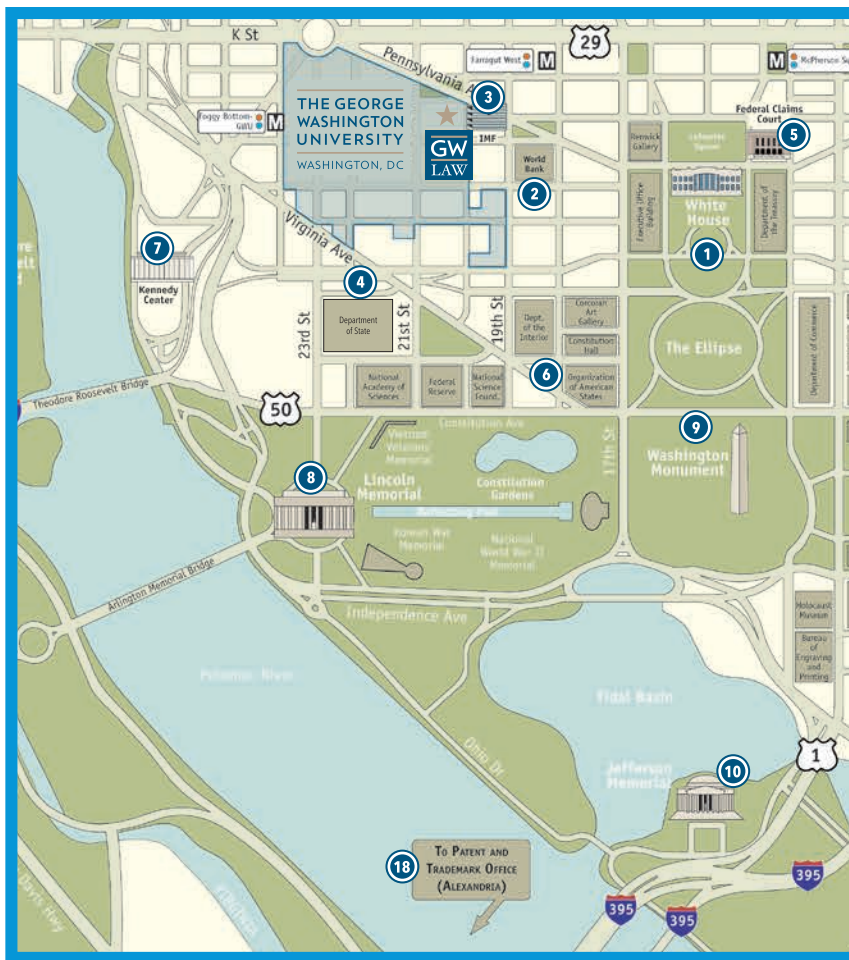 K St
29
Pennsylvania A
Farragut West
M
M
McPherson Sq
3
THE GEORGE
WASHINGTON
UNIVERSITY
WASHINGTON, DC
GW
LAW
IMF
Foggy Bottom-
GWU
M
Federal Claims
Court
5
Renwick
Gallery
Lafayette
Square
World
Bank
2
Executive Office
Building
White
House
Department of
the Treasury
1
Virginia Ave
7
Kennedy
Center
4
Department
of State
23rd St
21st St
19th St
Dept.
of the
Interior
Corcoran
Art
Gallery
Constitution
Hall
The Ellipse
Department of Commerce
6
Organization
of American
States
National
Academy of
Sciences
Federal
Reserve
National
Science
Found.
Theodore Roosevelt Bridge
50
Constitution Ave
17th St
9
Washington
Monument
Vietnam
Veterans
Memorial
8
Lincoln
Memorial
Constitution
Gardens
Reflecting Pool
Korean War
Memorial
National
World War II
Memorial
Arlington Memorial Bridge
Independence Ave
Holocaust
Museum
Bureau
of
Engraving
and
Printing
Potomac River
Tidal Basin
Ohio Dr
Jefferson
Memorial
10
1
18
TO PATENT AND
TRADEMARK OFFICE
(ALEXANDRIA)
395
395
395
Davis Hwy